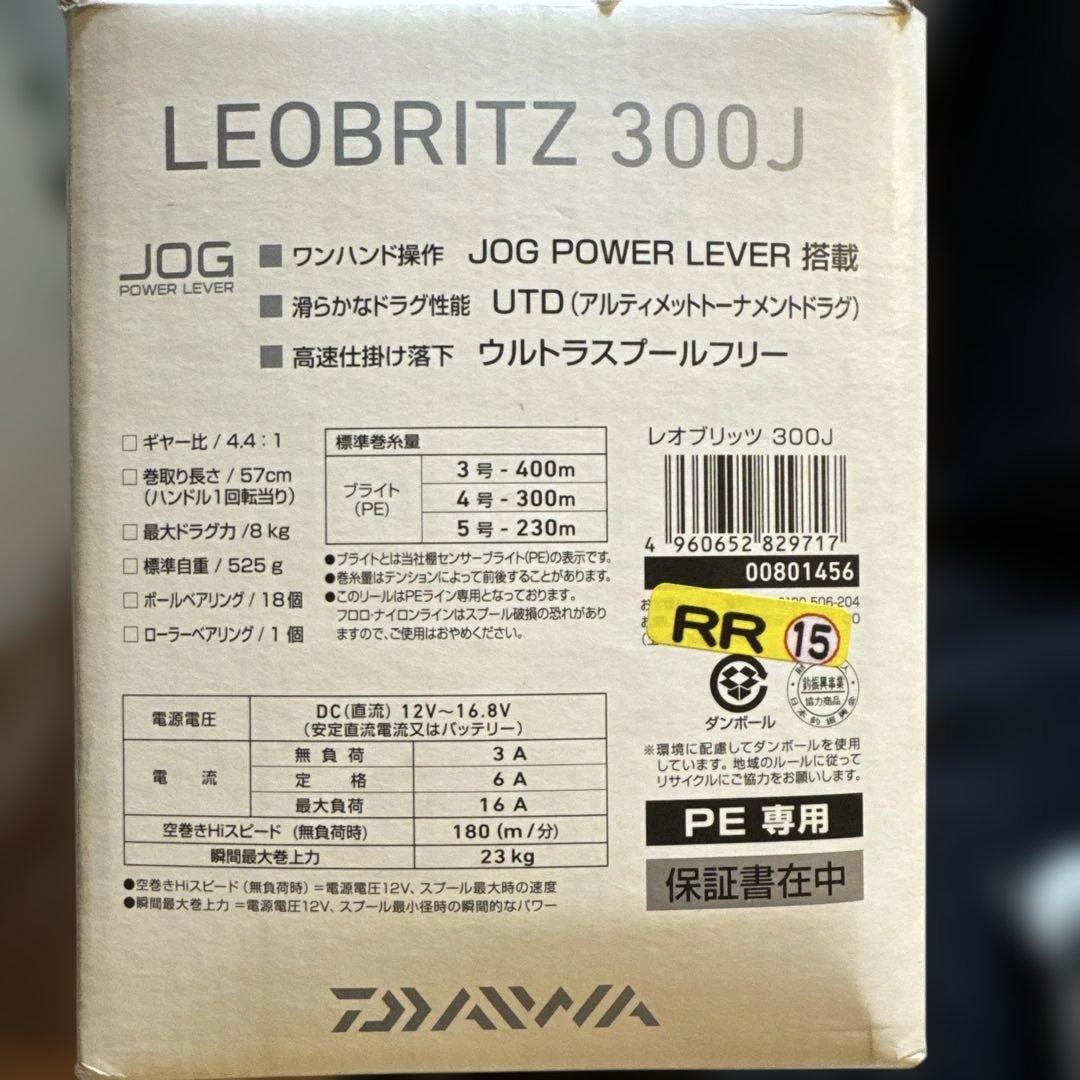 LEOBRITZ 300J
JOG
POWER LEVER
■ ワンハンド操作 JOG POWER LEVER 搭載
■ 滑らかなドラグ性能 UTD (アルティメットトーナメントドラグ)
■ 高速仕掛け落下 ウルトラスプールフリー
□ ギヤー比 / 4.4:1
□ 巻取り長さ / 57cm
(ハンドル1回転当り)
□ 最大ドラグ力 /8 kg
□ 標準自重 / 525 g
□ ボールベアリング / 18個
□ ローラーベアリング / 1 個
標準巻糸量
ブライト
(PE)
3 号 - 400m
4 号 - 300m
5 号 - 230m
●ブライトとは当社棚センサーブライト(PE)の表示です。
●巻糸量はテンションによって前後することがあります。
●このリールはPEライン専用となっております。
フロロ・ナイロンラインはスプール破損の恐れがあり
ますので、ご使用はおやめください。
レオブリッツ 300J
4 960652 829717
00801456
506-204
RR 15
ダンボール
釣振興事業
協力商品
※環境に配慮してダンボールを使用
しています。地域のルールに従って
リサイクルにご協力をお願いします。
PE 専用
保証書在中
電源電圧 DC(直流) 12V～16.8V
(安定直流電流又はバッテリー)
電 流 無 負 荷 3 A
定 格 6 A
最大負荷 16 A
空巻きHiスピード (無負荷時) 180 (m/分)
瞬間最大巻上力 23kg
●空巻きHiスピード (無負荷時) =電源電圧12V、スプール最大時の速度
●瞬間最大巻上力 =電源電圧12V、スプール最小径時の瞬間的なパワー
DAIWA